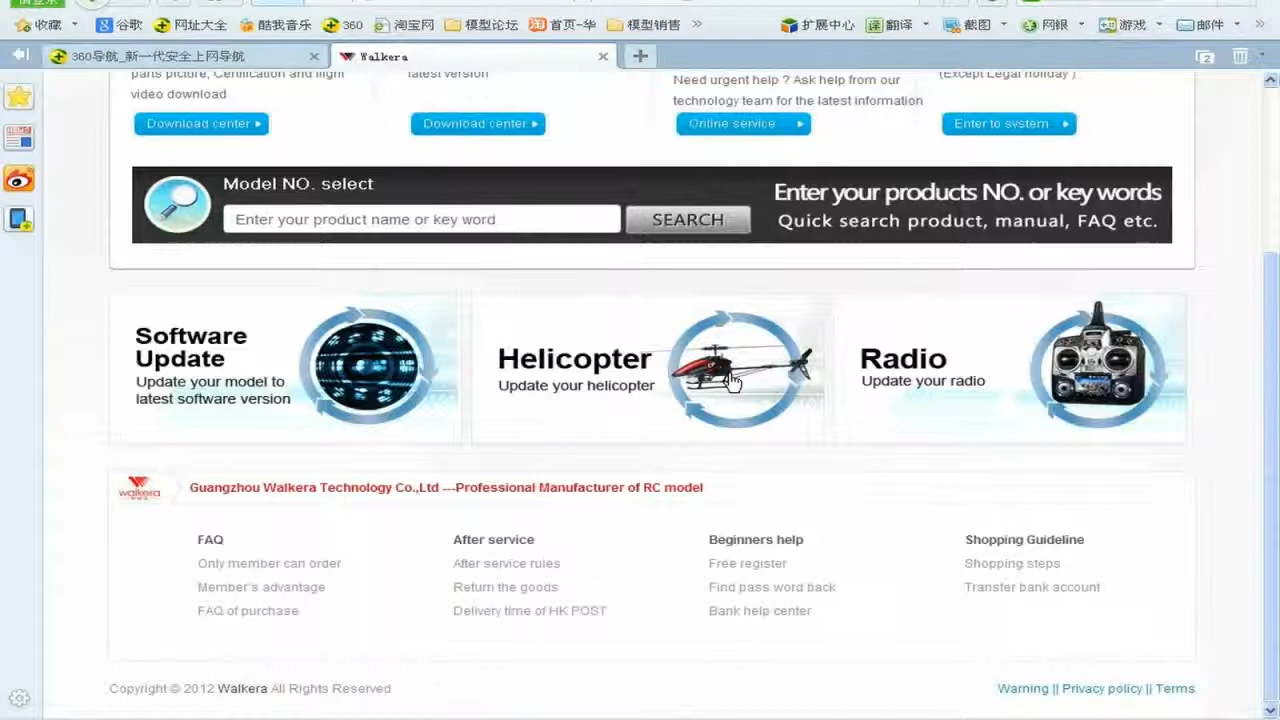 收藏 谷歌 网址大全 酷我音乐 360 淘宝网 模型论坛 首页-华 模型销售 » 扩展中心 翻译 截图 网银 游戏 邮件 »
360导航_新一代安全上网导航 Walkera 2
video download
latest version
Need urgent help ? Ask help from our
technology team for the latest information
(Except Legal holiday )
Download center
Download center
Online service
Enter to system
Model NO. select
Enter your product name or key word
SEARCH
Enter your products NO. or key words
Quick search product, manual, FAQ etc.
Software
Update
Update your model to
latest software version
Helicopter
Update your helicopter
Radio
Update your radio
walkera
Guangzhou Walkera Technology Co.,Ltd ---Professional Manufacturer of RC model
FAQ
Only member can order
Member's advantage
FAQ of purchase
After service
After service rules
Return the goods
Delivery time of HK POST
Beginners help
Free register
Find pass word back
Bank help center
Shopping Guideline
Shopping steps
Transfer bank account
Copyright © 2012 Walkera All Rights Reserved
Warning || Privacy policy || Terms